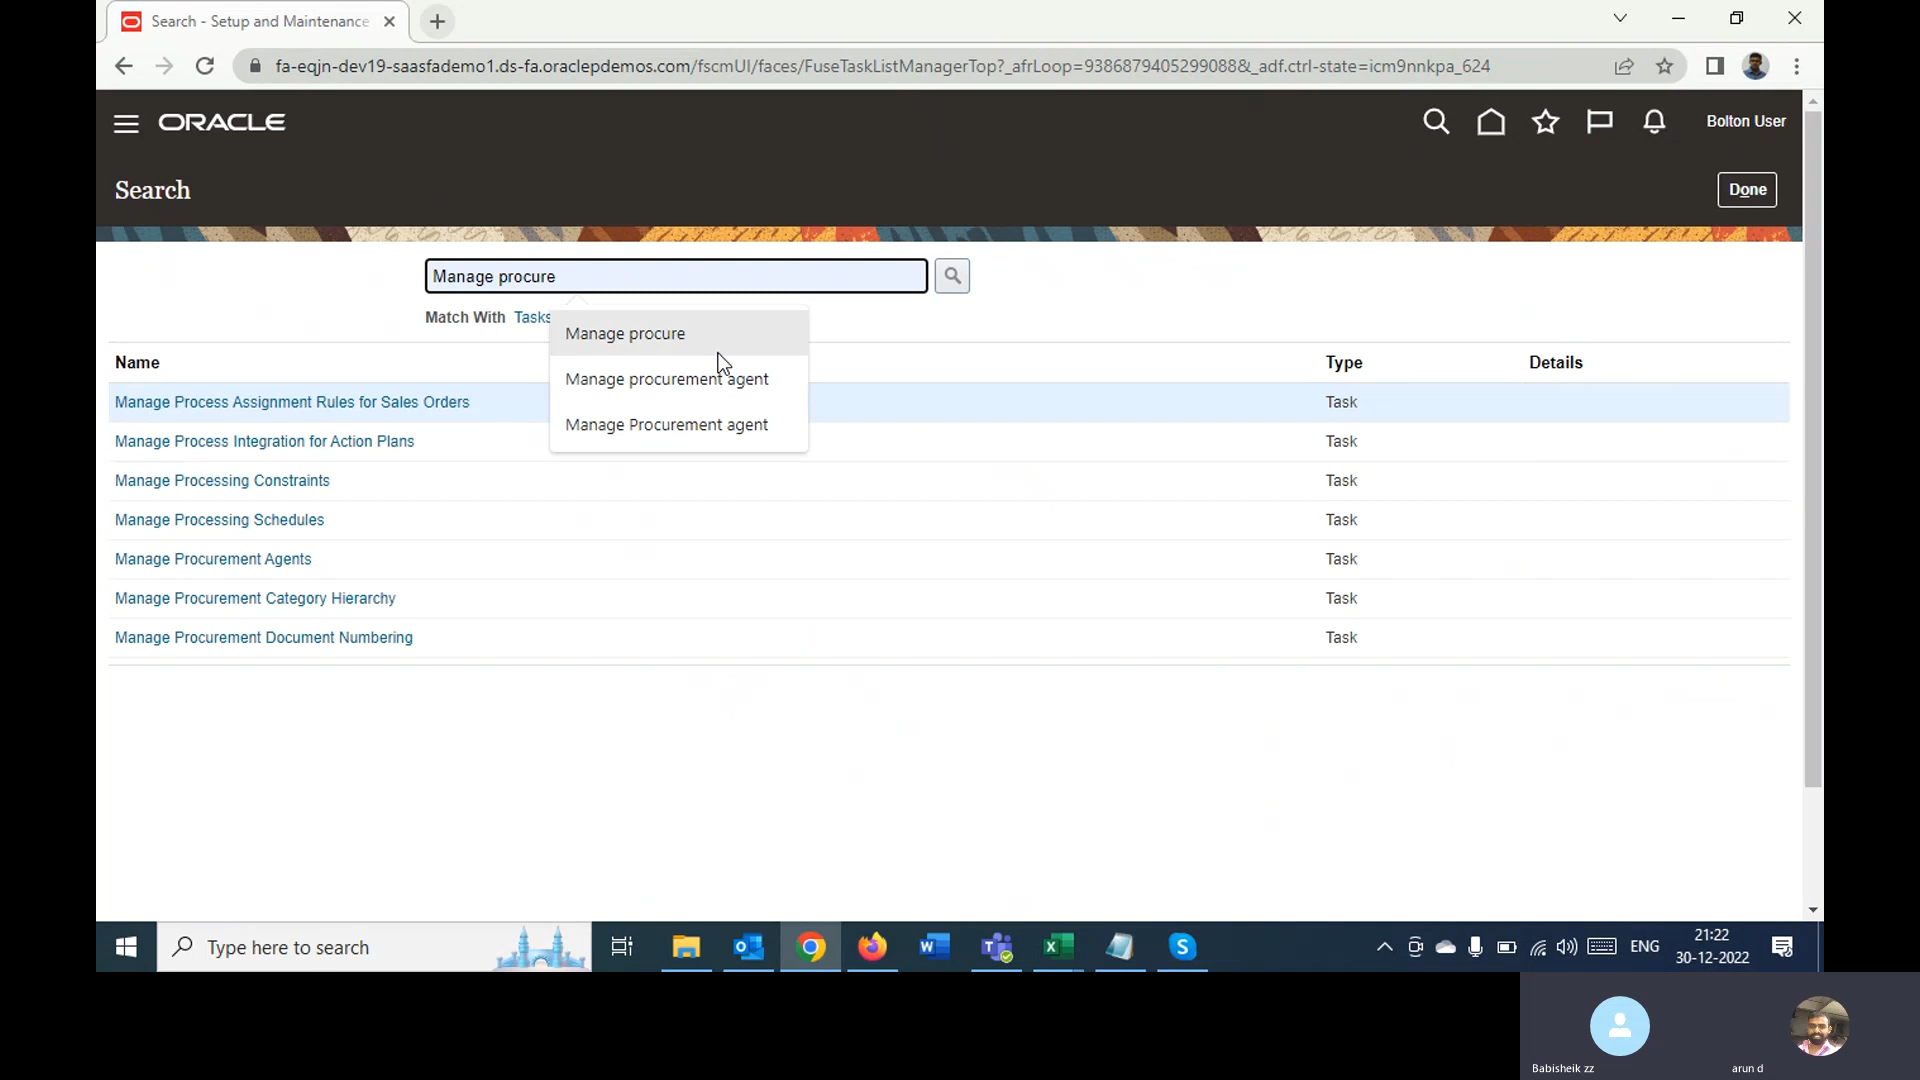 Search - Setup and Maintenance
fa-eqjn-dev19-saasfademo1.ds-fa.oraclepdemos.com/fscmUI/faces/FuseTaskListManagerTop?_afrLoop=9386879405299088&_adf.ctrl-state=icm9nnkpa_624
ORACLE
Bolton User
Search
Done
Manage procure
Match With Tasks
Manage procure
Manage procurement agent
Manage Procurement agent
Name Type Details
Manage Process Assignment Rules for Sales Orders Task
Manage Process Integration for Action Plans Task
Manage Processing Constraints Task
Manage Processing Schedules Task
Manage Procurement Agents Task
Manage Procurement Category Hierarchy Task
Manage Procurement Document Numbering Task
Type here to search
ENG
21:22
30-12-2022
Babisheik zz
arun d